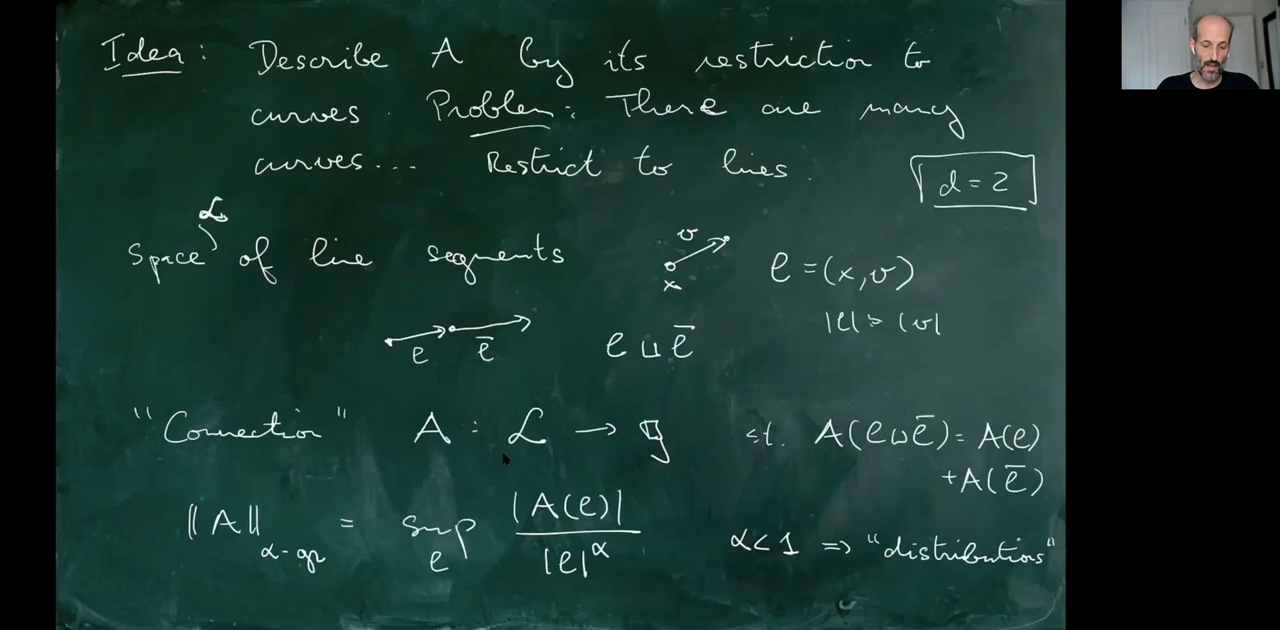 Idea: Describe A by its restriction to
curves. Problem: There are many
curves... Restrict to lines.
d = 2
L
Space of line segments
v
x
ℓ = (x, v)
|ℓ| = |v|
ℓ ℓ̄
ℓ ⊔ ℓ̄
"Connection" A : L → g st. A(ℓ ⊔ ℓ̄) = A(ℓ)
+ A(ℓ̄)
‖A‖_{α-gr} = sup_ℓ |A(ℓ)| / |ℓ|^α α < 1 ⇒ "distributions"